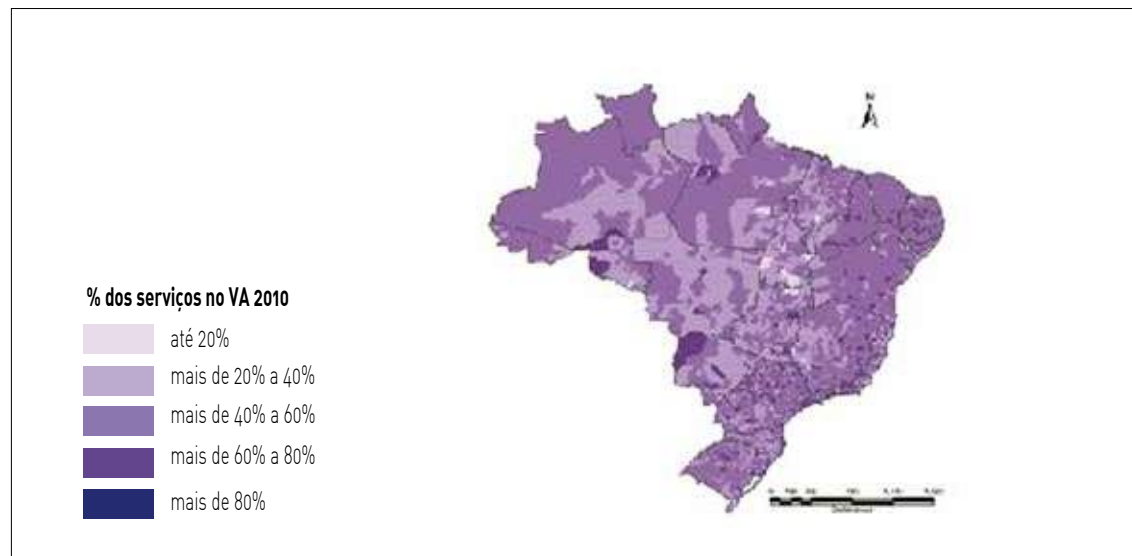 % dos serviços no VA 2010
até 20%
mais de 20% a 40%
mais de 40% a 60%
mais de 60% a 80%
mais de 80%
N